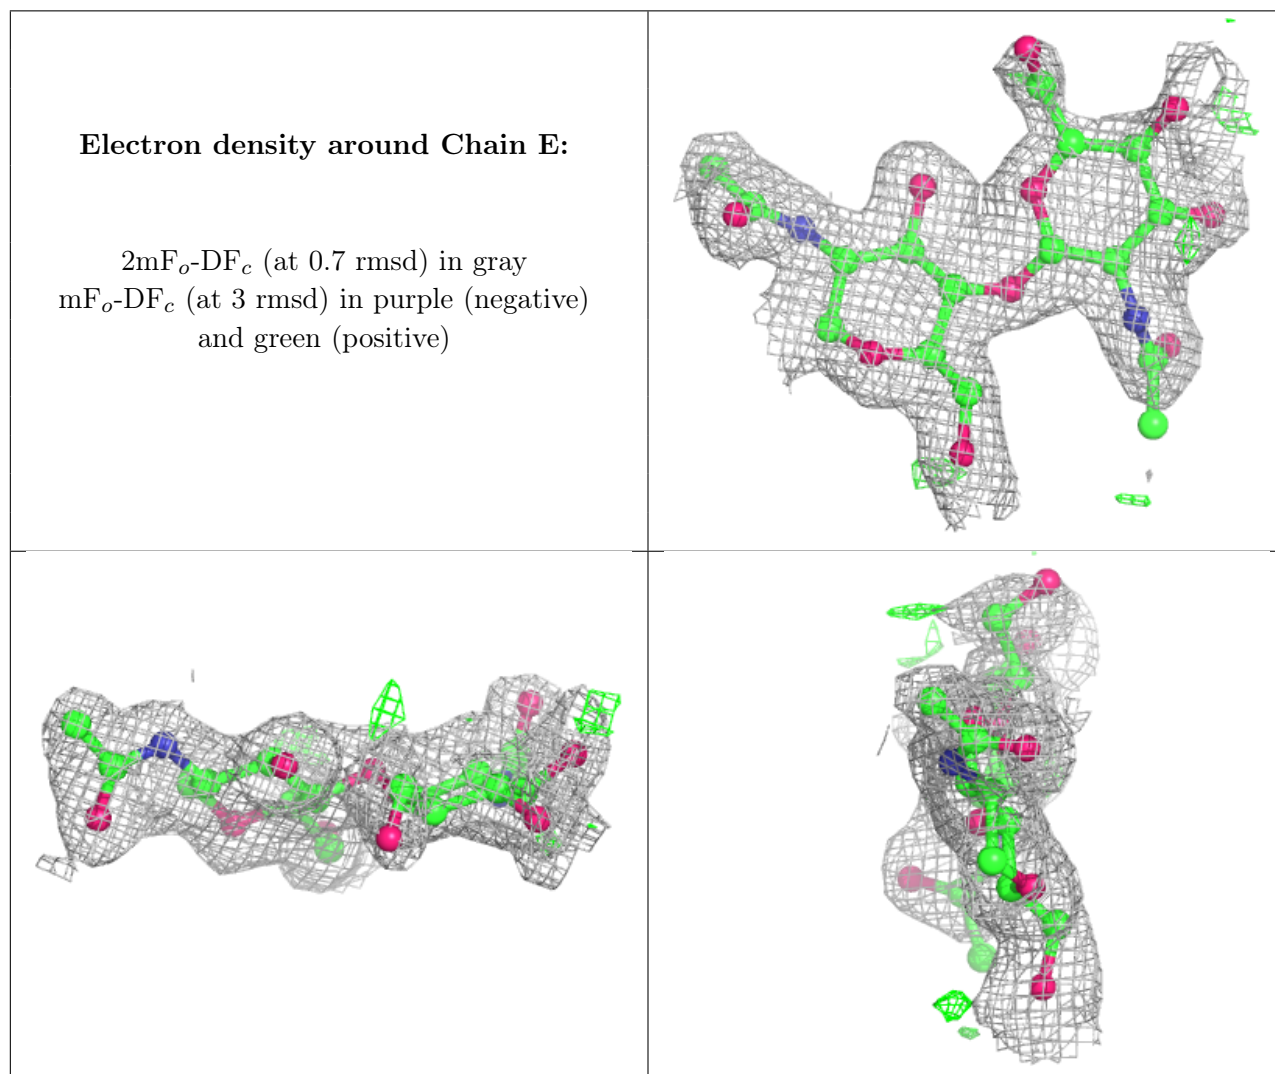 Electron density around Chain E:
2mFo-DFc (at 0.7 rmsd) in gray
mFo-DFc (at 3 rmsd) in purple (negative)
and green (positive)